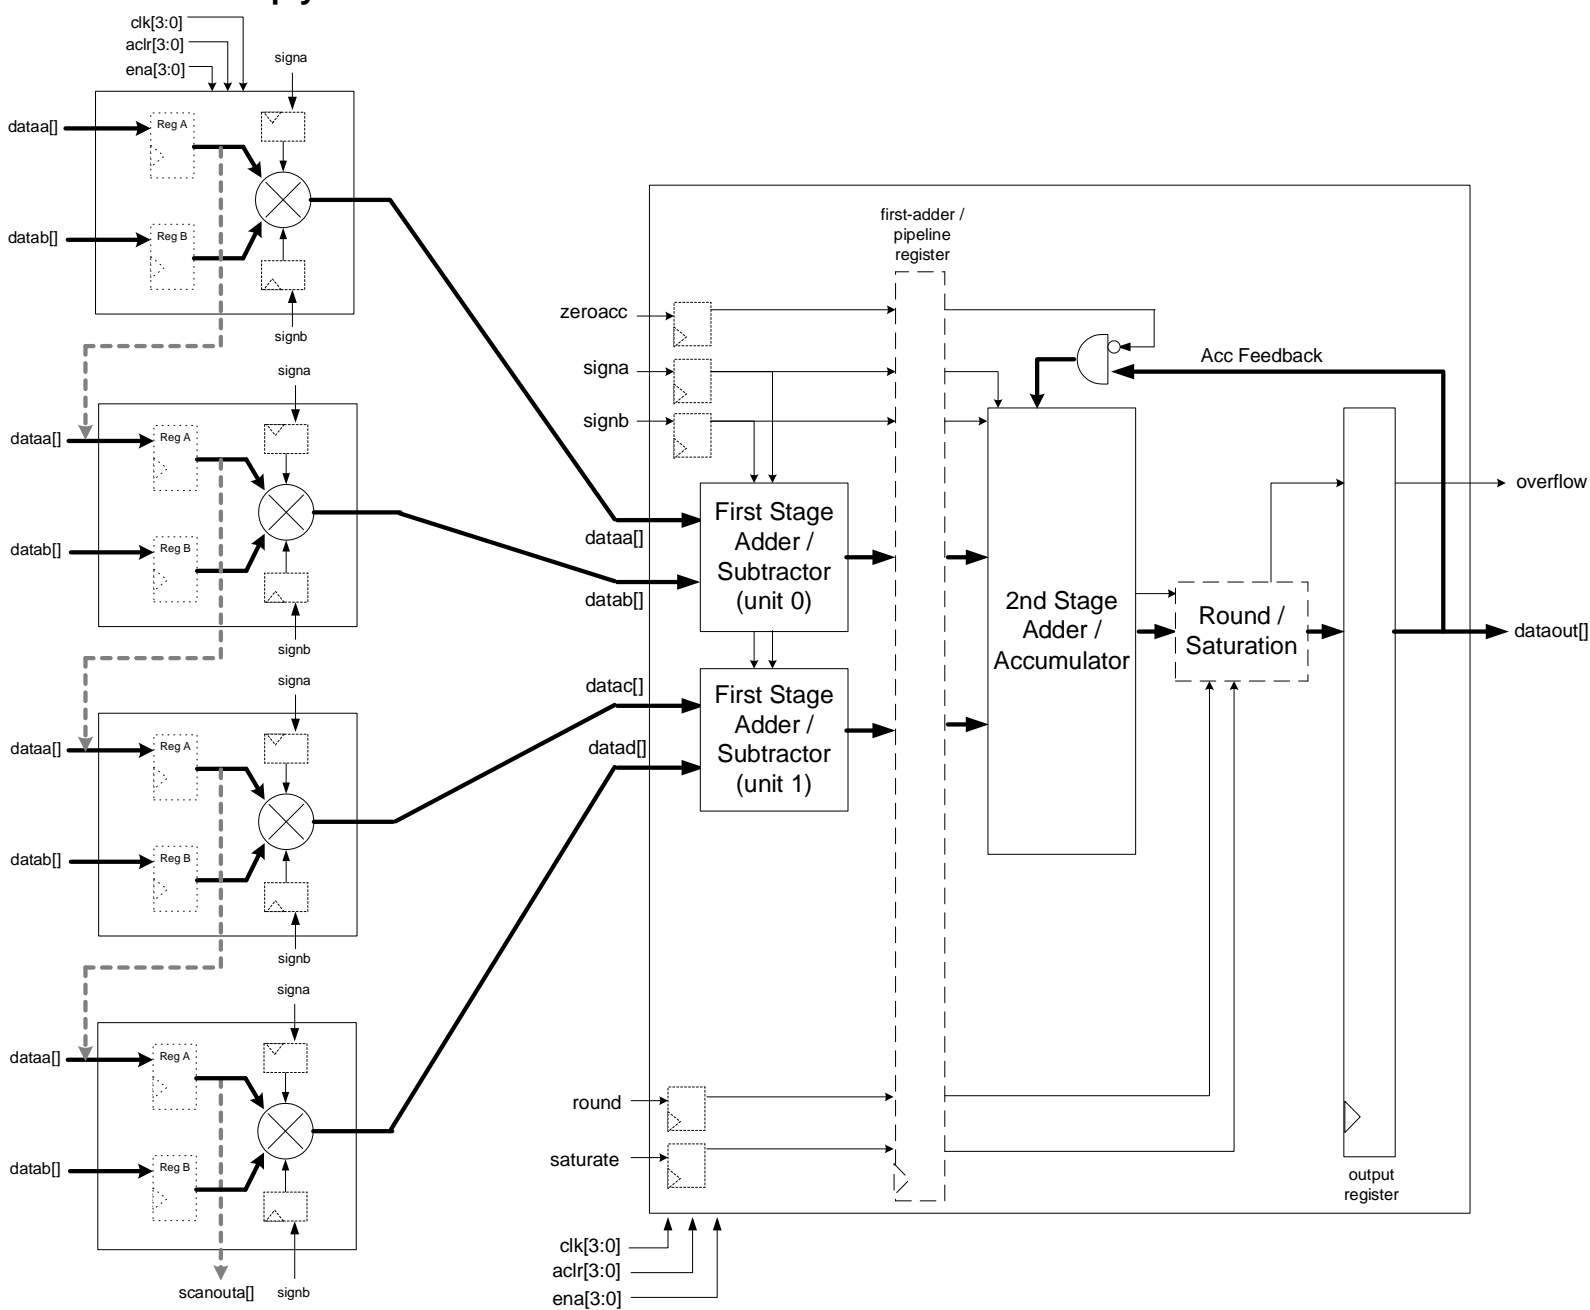 clk[3:0]
aclr[3:0]
ena[3:0]
signa
dataa[]
Reg A
datab[]
Reg B
signb
signa
dataa[]
Reg A
datab[]
Reg B
signb
signa
dataa[]
Reg A
datab[]
Reg B
signb
signa
dataa[]
Reg A
datab[]
Reg B
scanouta[]
signb
first-adder /
pipeline
register
zeroacc
signa
signb
Acc Feedback
dataa[]
datab[]
First Stage
Adder /
Subtractor
(unit 0)
datac[]
datad[]
First Stage
Adder /
Subtractor
(unit 1)
2nd Stage
Adder /
Accumulator
Round /
Saturation
overflow
dataout[]
round
saturate
output
register
clk[3:0]
aclr[3:0]
ena[3:0]